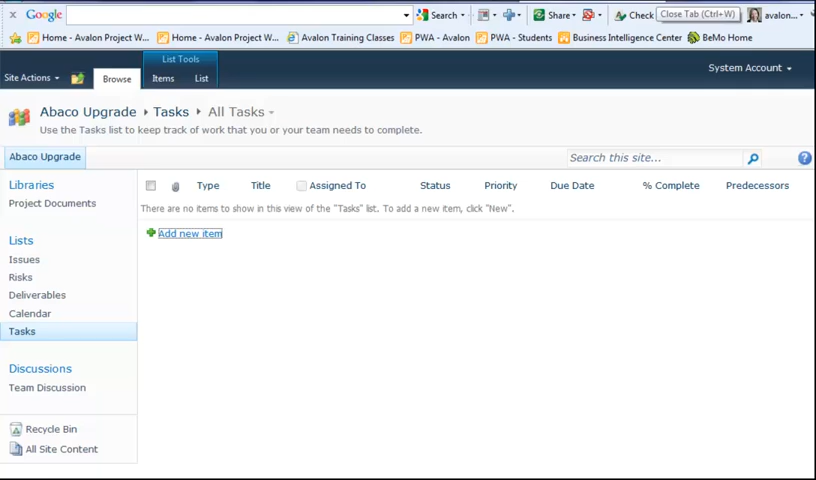 x Google Search Share Check Close Tab (Ctrl+W) avalon...
Home - Avalon Project W... Home - Avalon Project W... Avalon Training Classes PWA - Avalon PWA - Students Business Intelligence Center BeMo Home
List Tools
Site Actions Browse Items List System Account
Abaco Upgrade Tasks All Tasks
Use the Tasks list to keep track of work that you or your team needs to complete.
Abaco Upgrade Search this site...
Libraries
Project Documents
Type Title Assigned To Status Priority Due Date % Complete Predecessors
There are no items to show in this view of the "Tasks" list. To add a new item, click "New".
Add new item
Lists
Issues
Risks
Deliverables
Calendar
Tasks
Discussions
Team Discussion
Recycle Bin
All Site Content